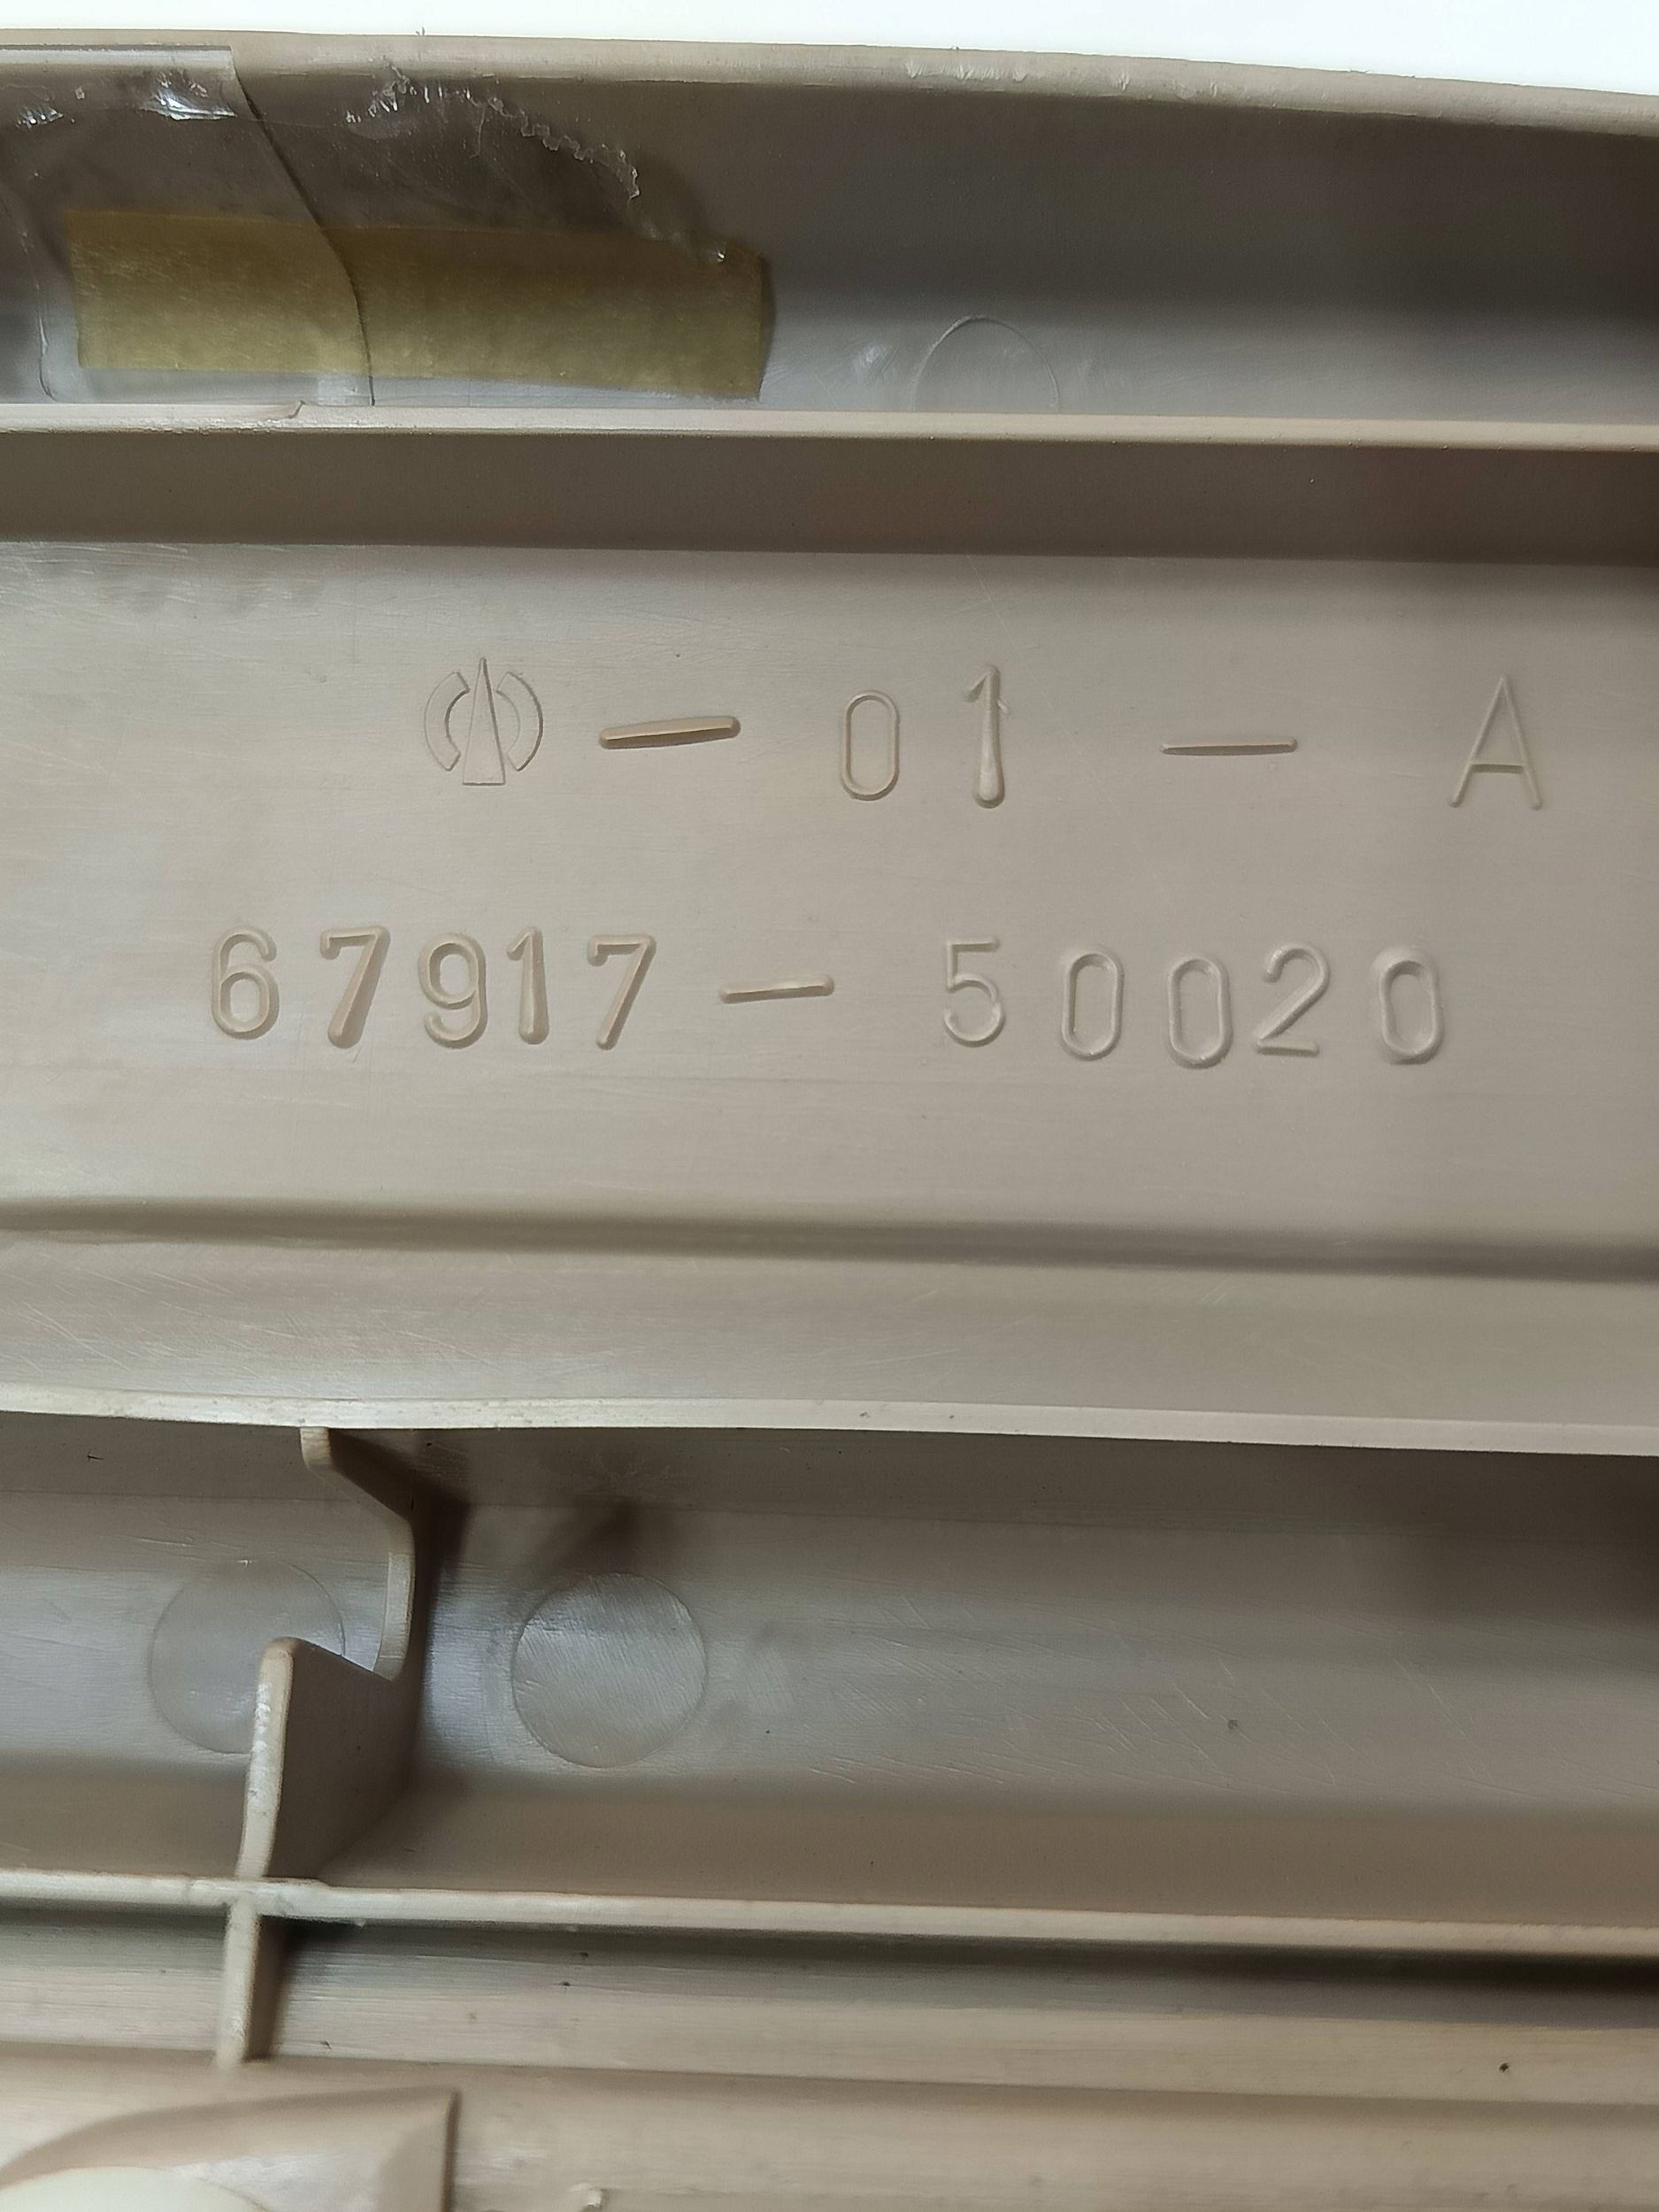 — 01 — A
67917 — 50020